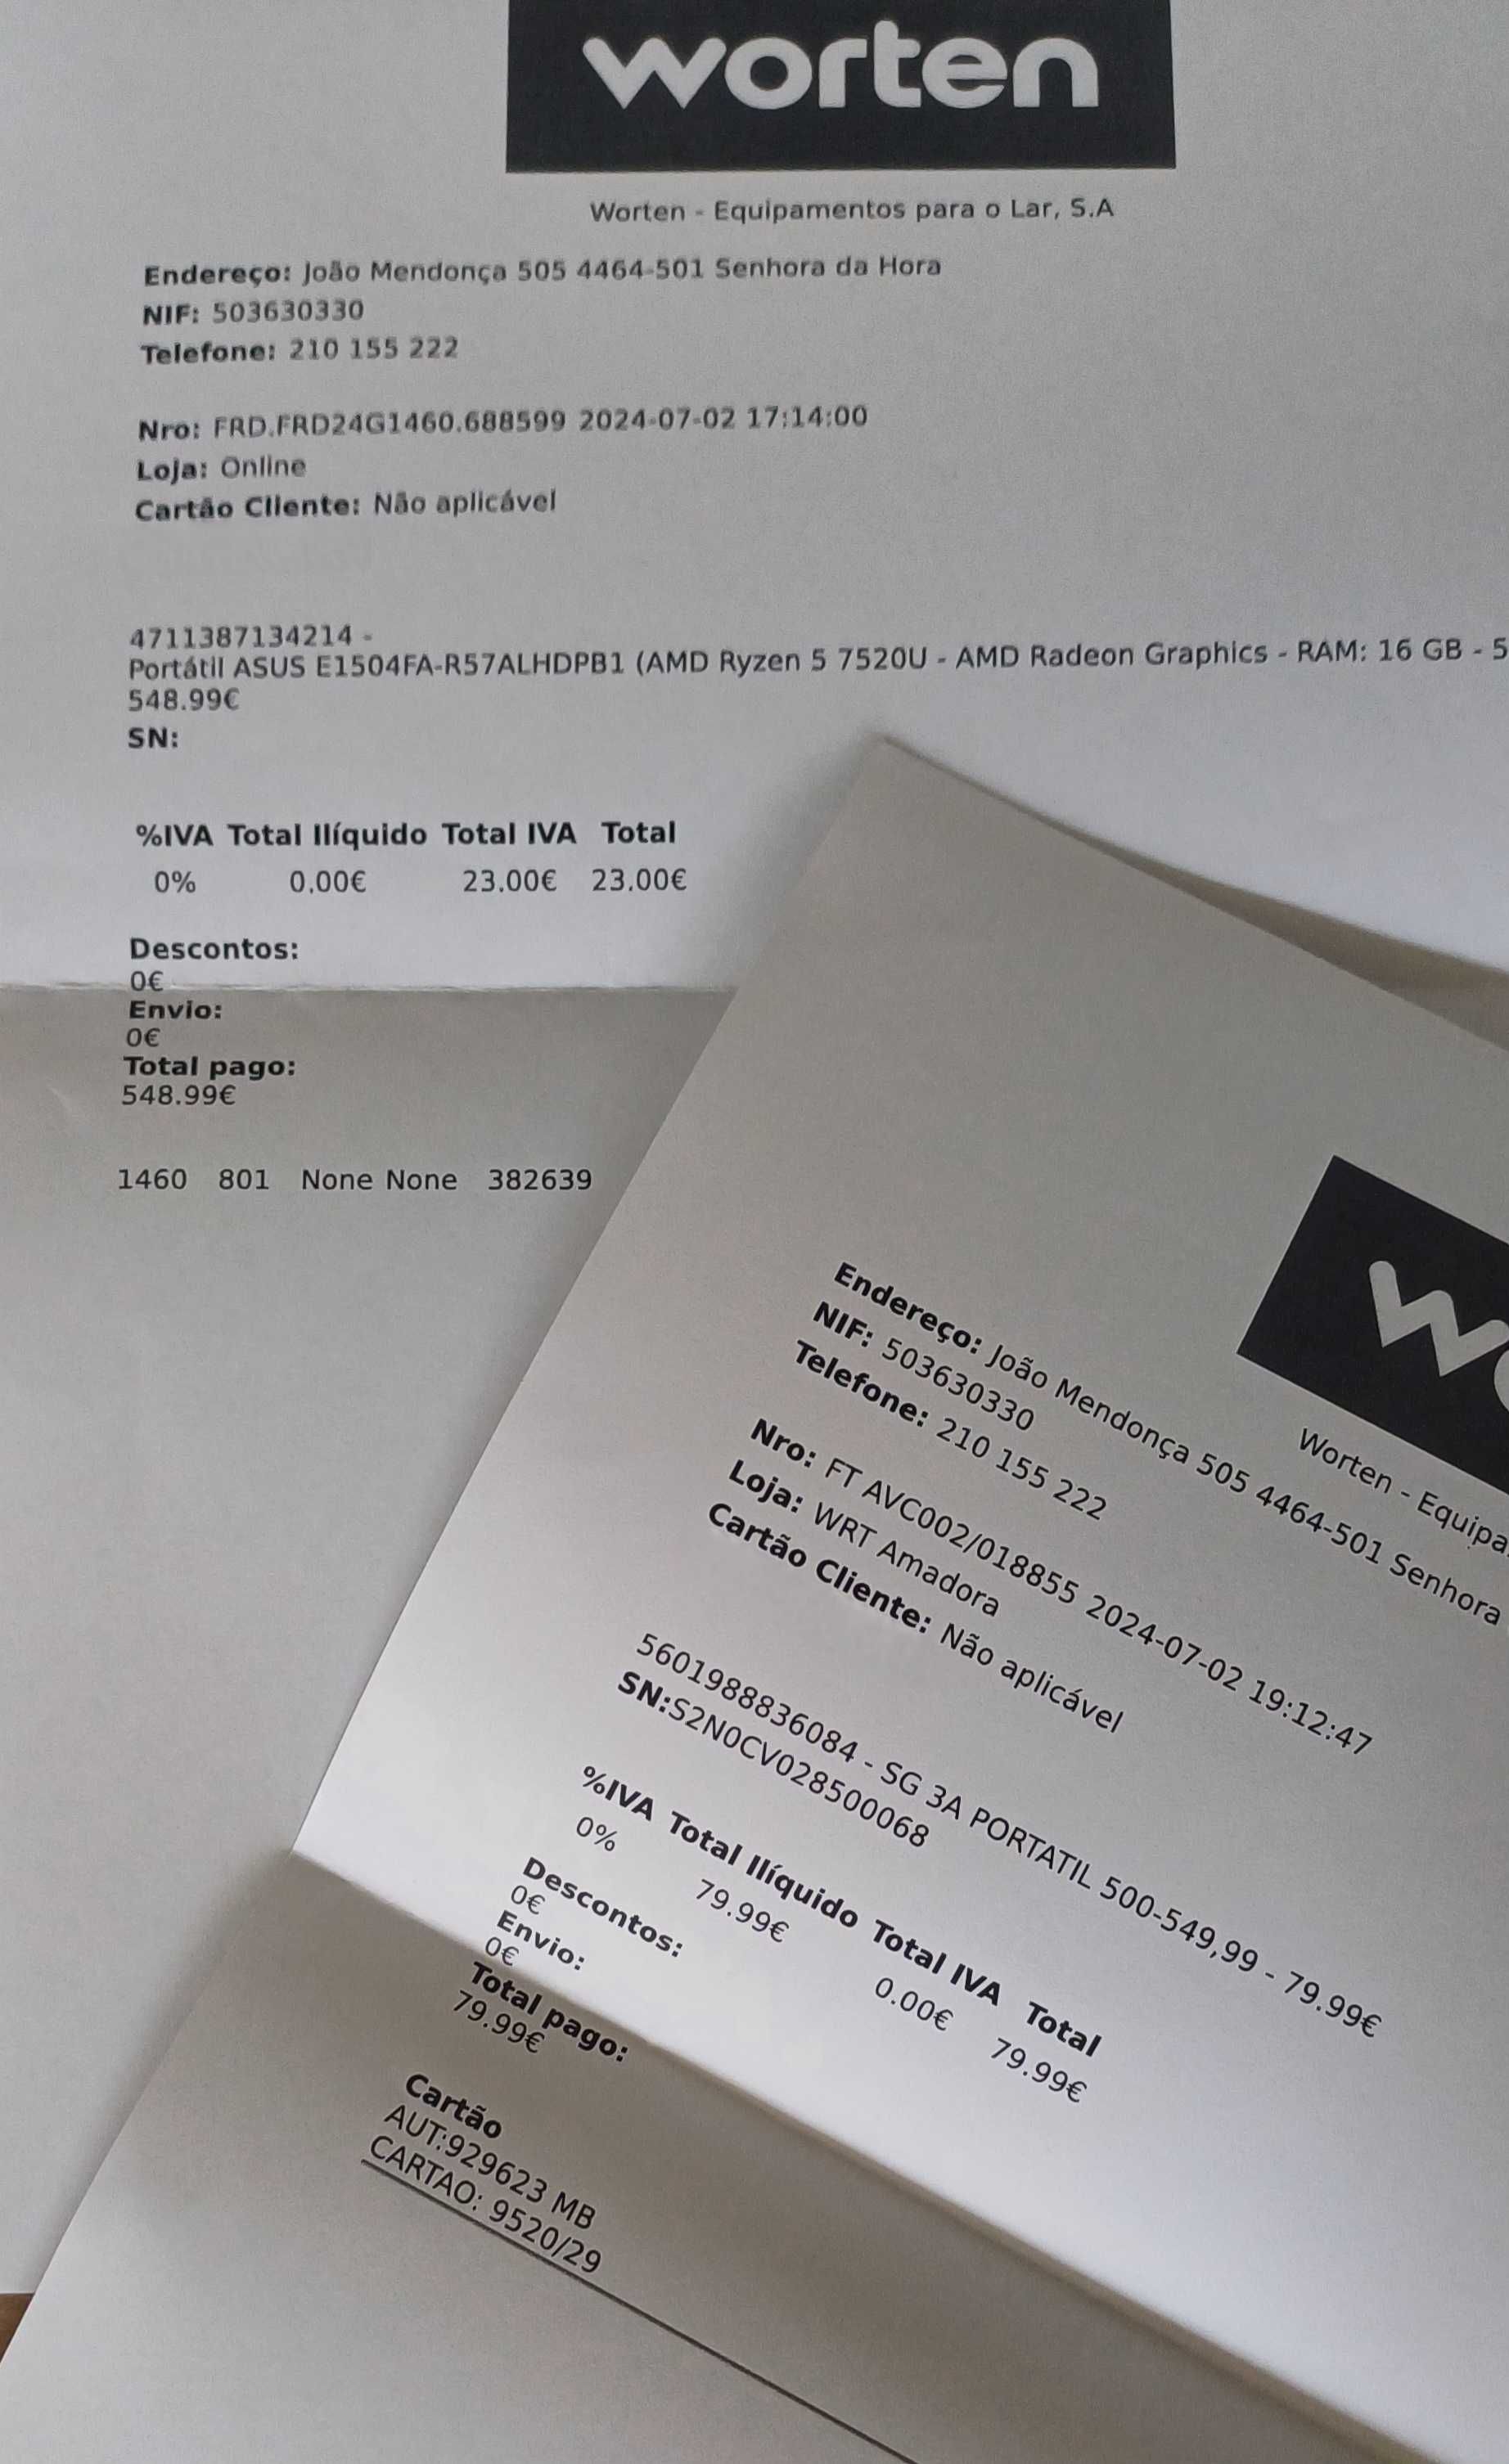 worten
Worten - Equipamentos para o Lar, S.A
Endereço: João Mendonça 505 4464-501 Senhora da Hora
NIF: 503630330
Telefone: 210 155 222
Nro: FRD.FRD24G1460.688599 2024-07-02 17:14:00
Loja: Online
Cartão Cliente: Não aplicável
4711387134214 -
Portátil ASUS E1504FA-R57ALHDPB1 (AMD Ryzen 5 7520U - AMD Radeon Graphics - RAM: 16 GB - 5
548.99€
SN:
%IVA Total Ilíquido Total IVA Total
0% 0.00€ 23.00€ 23.00€
Descontos:
0€
Envio:
0€
Total pago:
548.99€
1460 801 None None 382639
Worten - Equipa
Endereço: João Mendonça 505 4464-501 Senhora
NIF: 503630330
Telefone: 210 155 222
Nro: FT AVC002/018855 2024-07-02 19:12:47
Loja: WRT Amadora
Cartão Cliente: Não aplicável
5601988836084 - SG 3A PORTATIL 500-549,99 - 79.99€
SN:S2N0CV028500068
%IVA Total Ilíquido Total IVA Total
0% 79.99€ 0.00€ 79.99€
Descontos:
0€
Envio:
0€
Total pago:
79.99€
Cartão
AUT:929623 MB
CARTAO: 9520/29